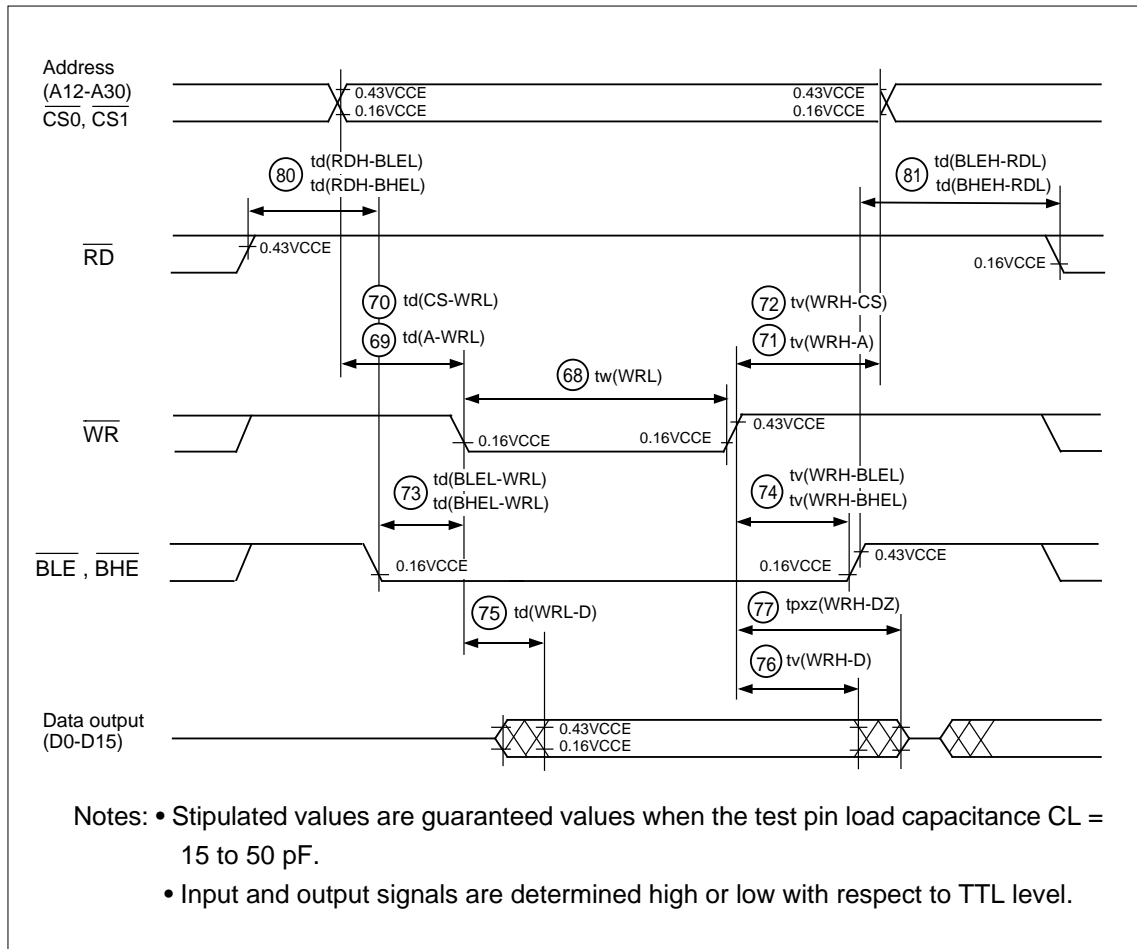 Address
(A12-A30)
CS0, CS1
0.43VCCE
0.16VCCE
0.43VCCE
0.16VCCE
80 td(RDH-BLEL)
td(RDH-BHEL)
81 td(BLEH-RDL)
td(BHEH-RDL)
RD
0.43VCCE
0.16VCCE
70 td(CS-WRL)
69 td(A-WRL)
72 tv(WRH-CS)
71 tv(WRH-A)
68 tw(WRL)
WR
0.16VCCE
0.16VCCE
0.43VCCE
73 td(BLEL-WRL)
td(BHEL-WRL)
74 tv(WRH-BLEL)
tv(WRH-BHEL)
BLE , BHE
0.16VCCE
0.16VCCE
0.43VCCE
75 td(WRL-D)
77 tpxz(WRH-DZ)
76 tv(WRH-D)
Data output
(D0-D15)
0.43VCCE
0.16VCCE
Notes: • Stipulated values are guaranteed values when the test pin load capacitance CL =
15 to 50 pF.
• Input and output signals are determined high or low with respect to TTL level.